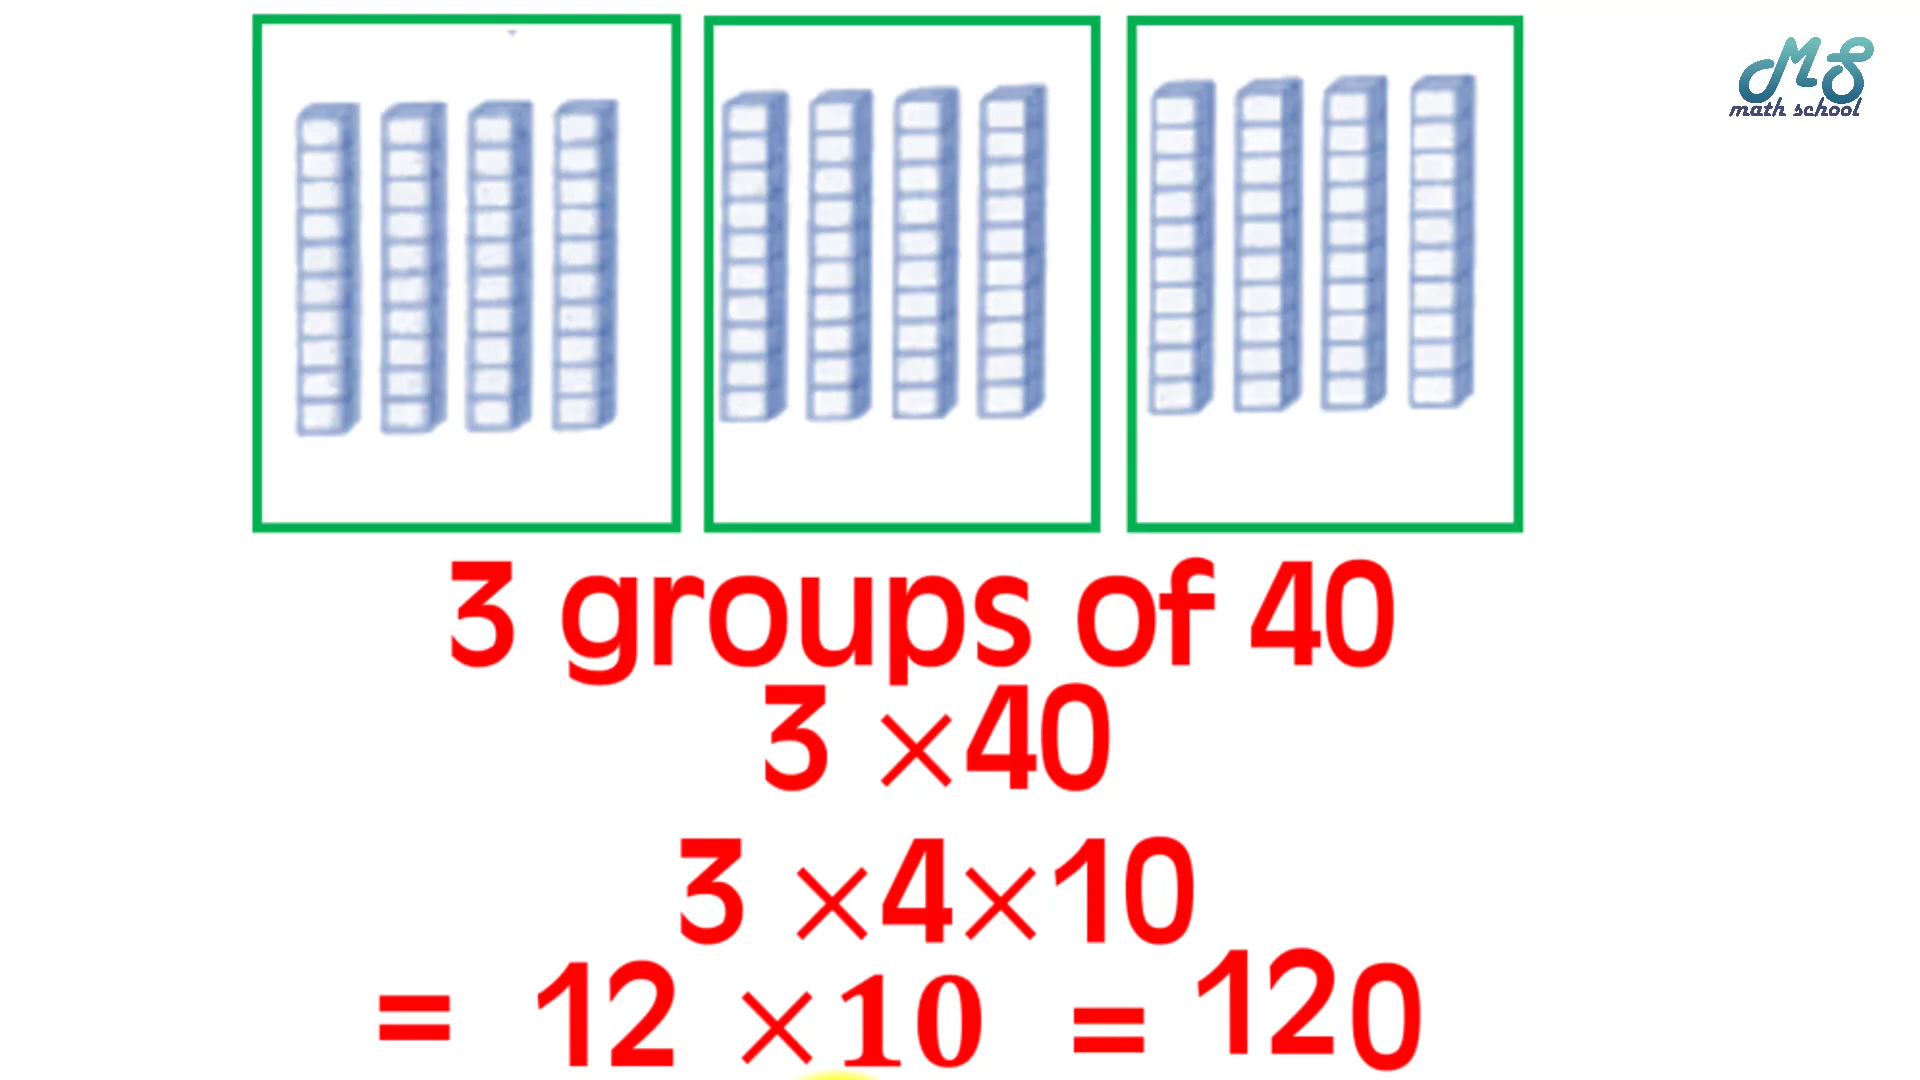 MS
math school
3 groups of 40
3 ×40
3 ×4×10
= 12 ×10 = 120